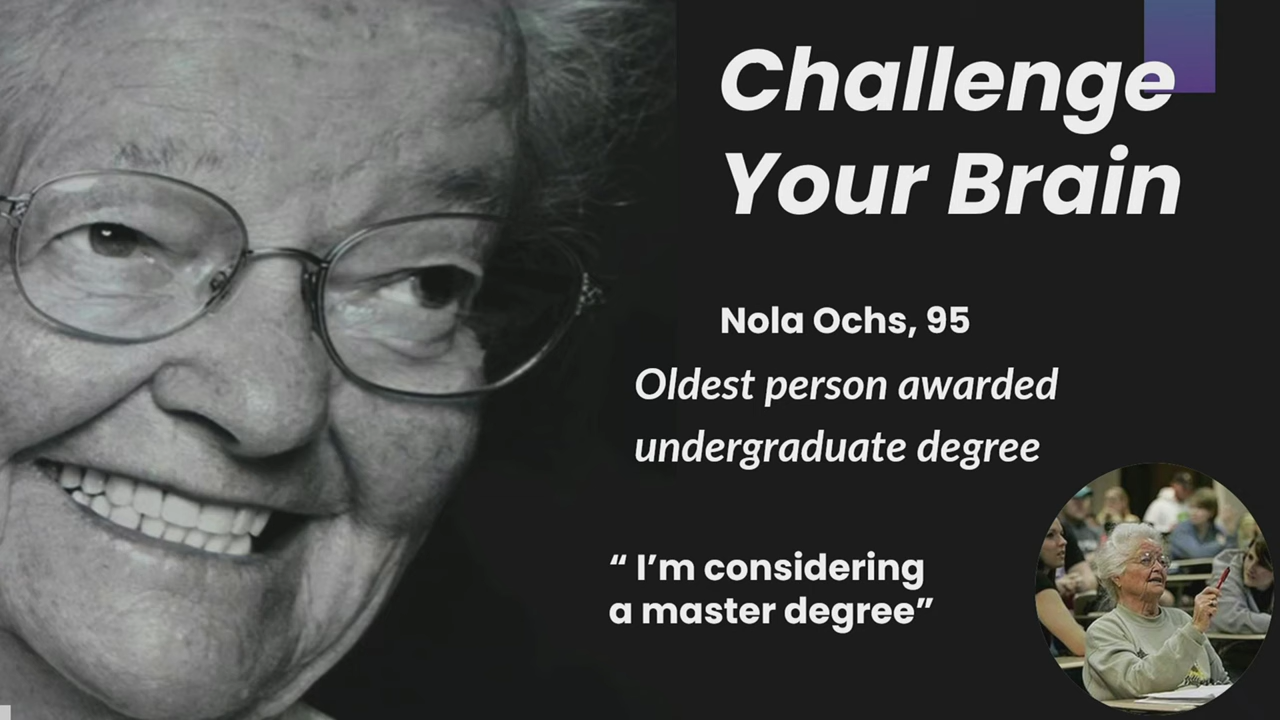 Challenge
Your Brain
Nola Ochs, 95
Oldest person awarded
undergraduate degree
“ I’m considering
a master degree”